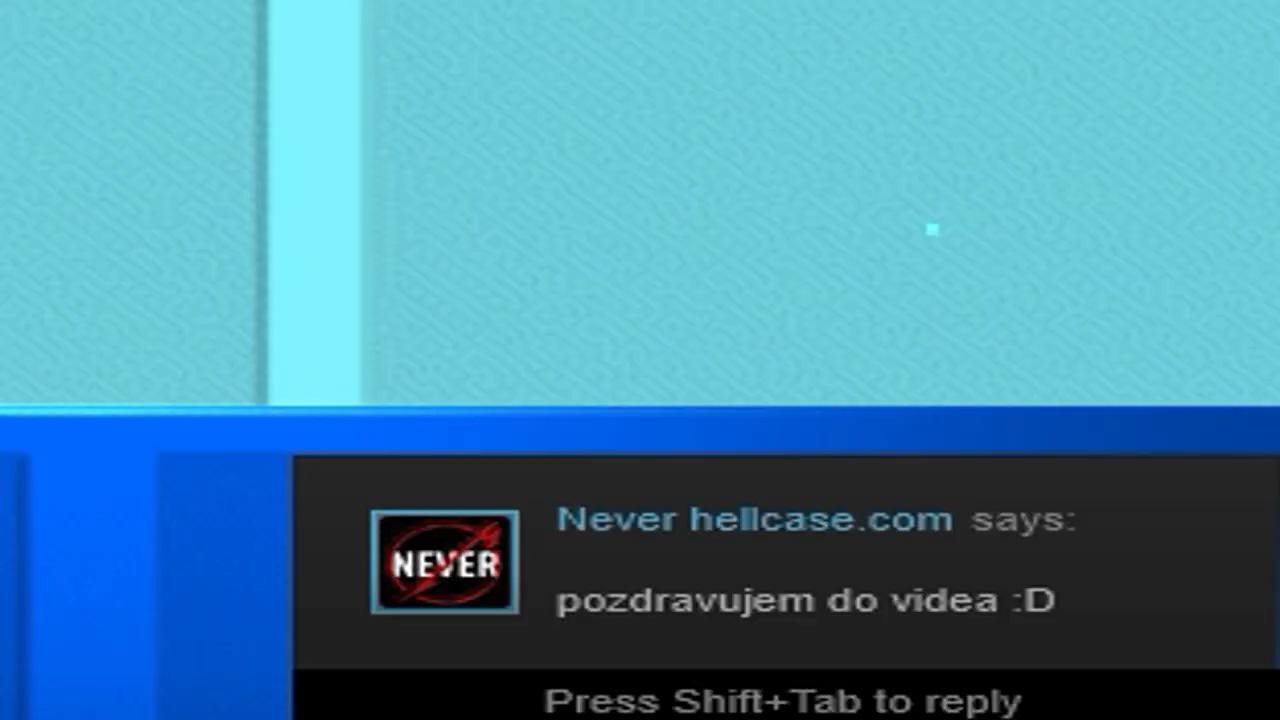 Never hellcase.com says:
NEVER
pozdravujem do videa :D
Press Shift+Tab to reply